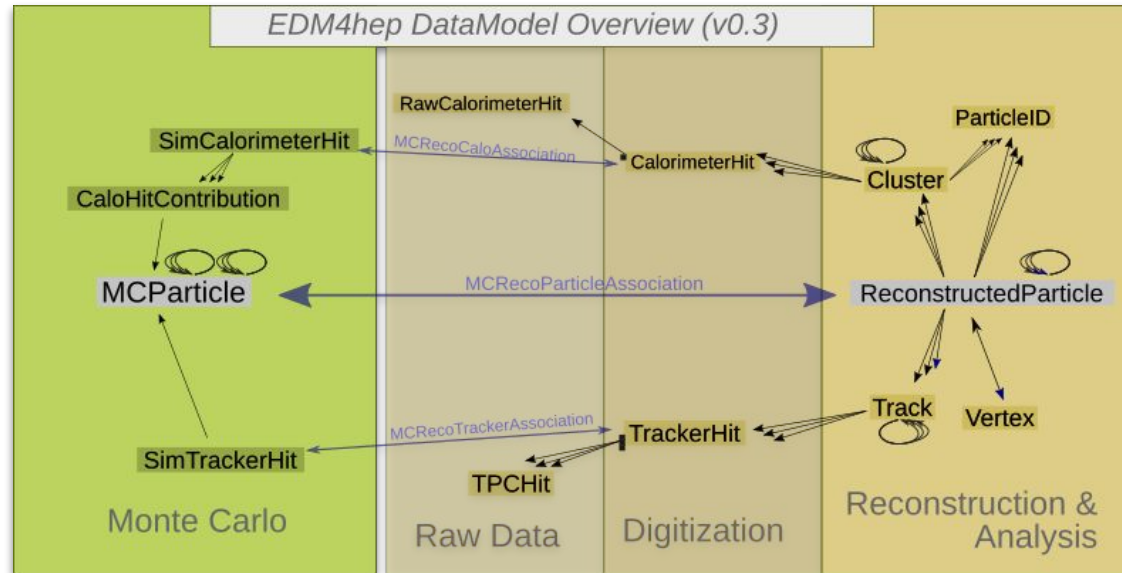 EDM4hep DataModel Overview (v0.3)
RawCalorimeterHit
ParticleID
SimCalorimeterHit
MCRecoCaloAssociation
CalorimeterHit
Cluster
CaloHitContribution
MCParticle
MCRecoParticleAssociation
ReconstructedParticle
Track
Vertex
MCRecoTrackerAssociation
TrackerHit
SimTrackerHit
TPCHit
Monte Carlo
Raw Data
Digitization
Reconstruction &
Analysis